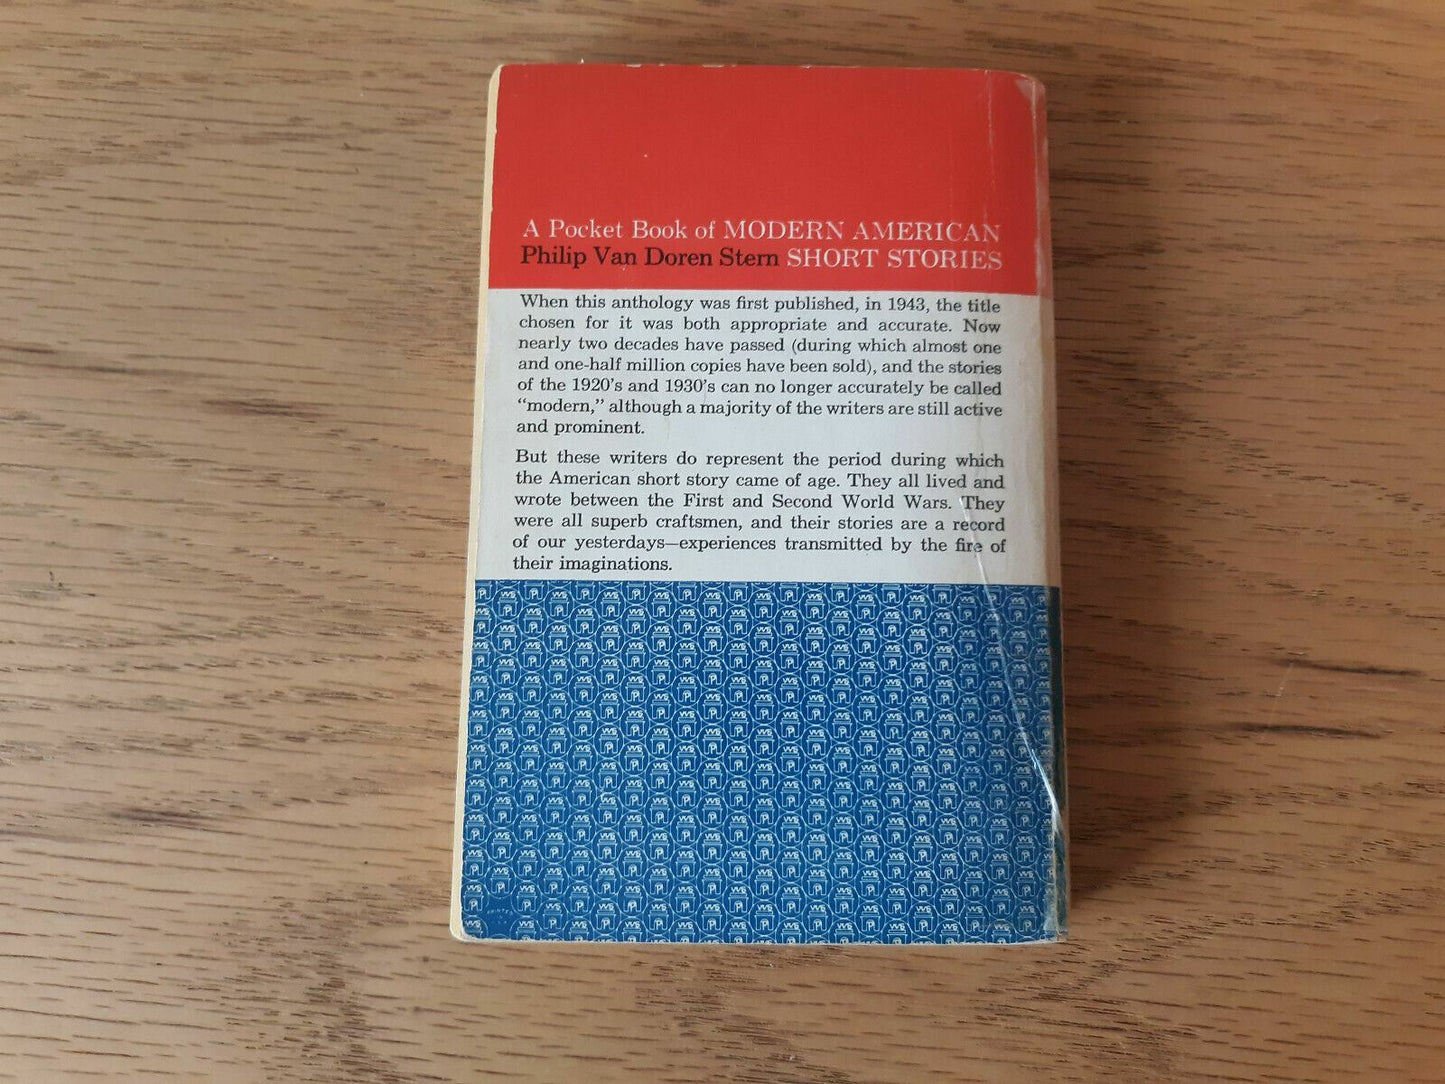 A Pocket Book of MODERN AMERICAN
Philip Van Doren Stern SHORT STORIES
When this anthology was first published, in 1943, the title
chosen for it was both appropriate and accurate. Now
nearly two decades have passed (during which almost one
and one-half million copies have been sold), and the stories
of the 1920's and 1930's can no longer accurately be called
“modern,” although a majority of the writers are still active
and prominent.
But these writers do represent the period during which
the American short story came of age. They all lived and
wrote between the First and Second World Wars. They
were all superb craftsmen, and their stories are a record
of our yesterdays—experiences transmitted by the fire of
their imaginations.